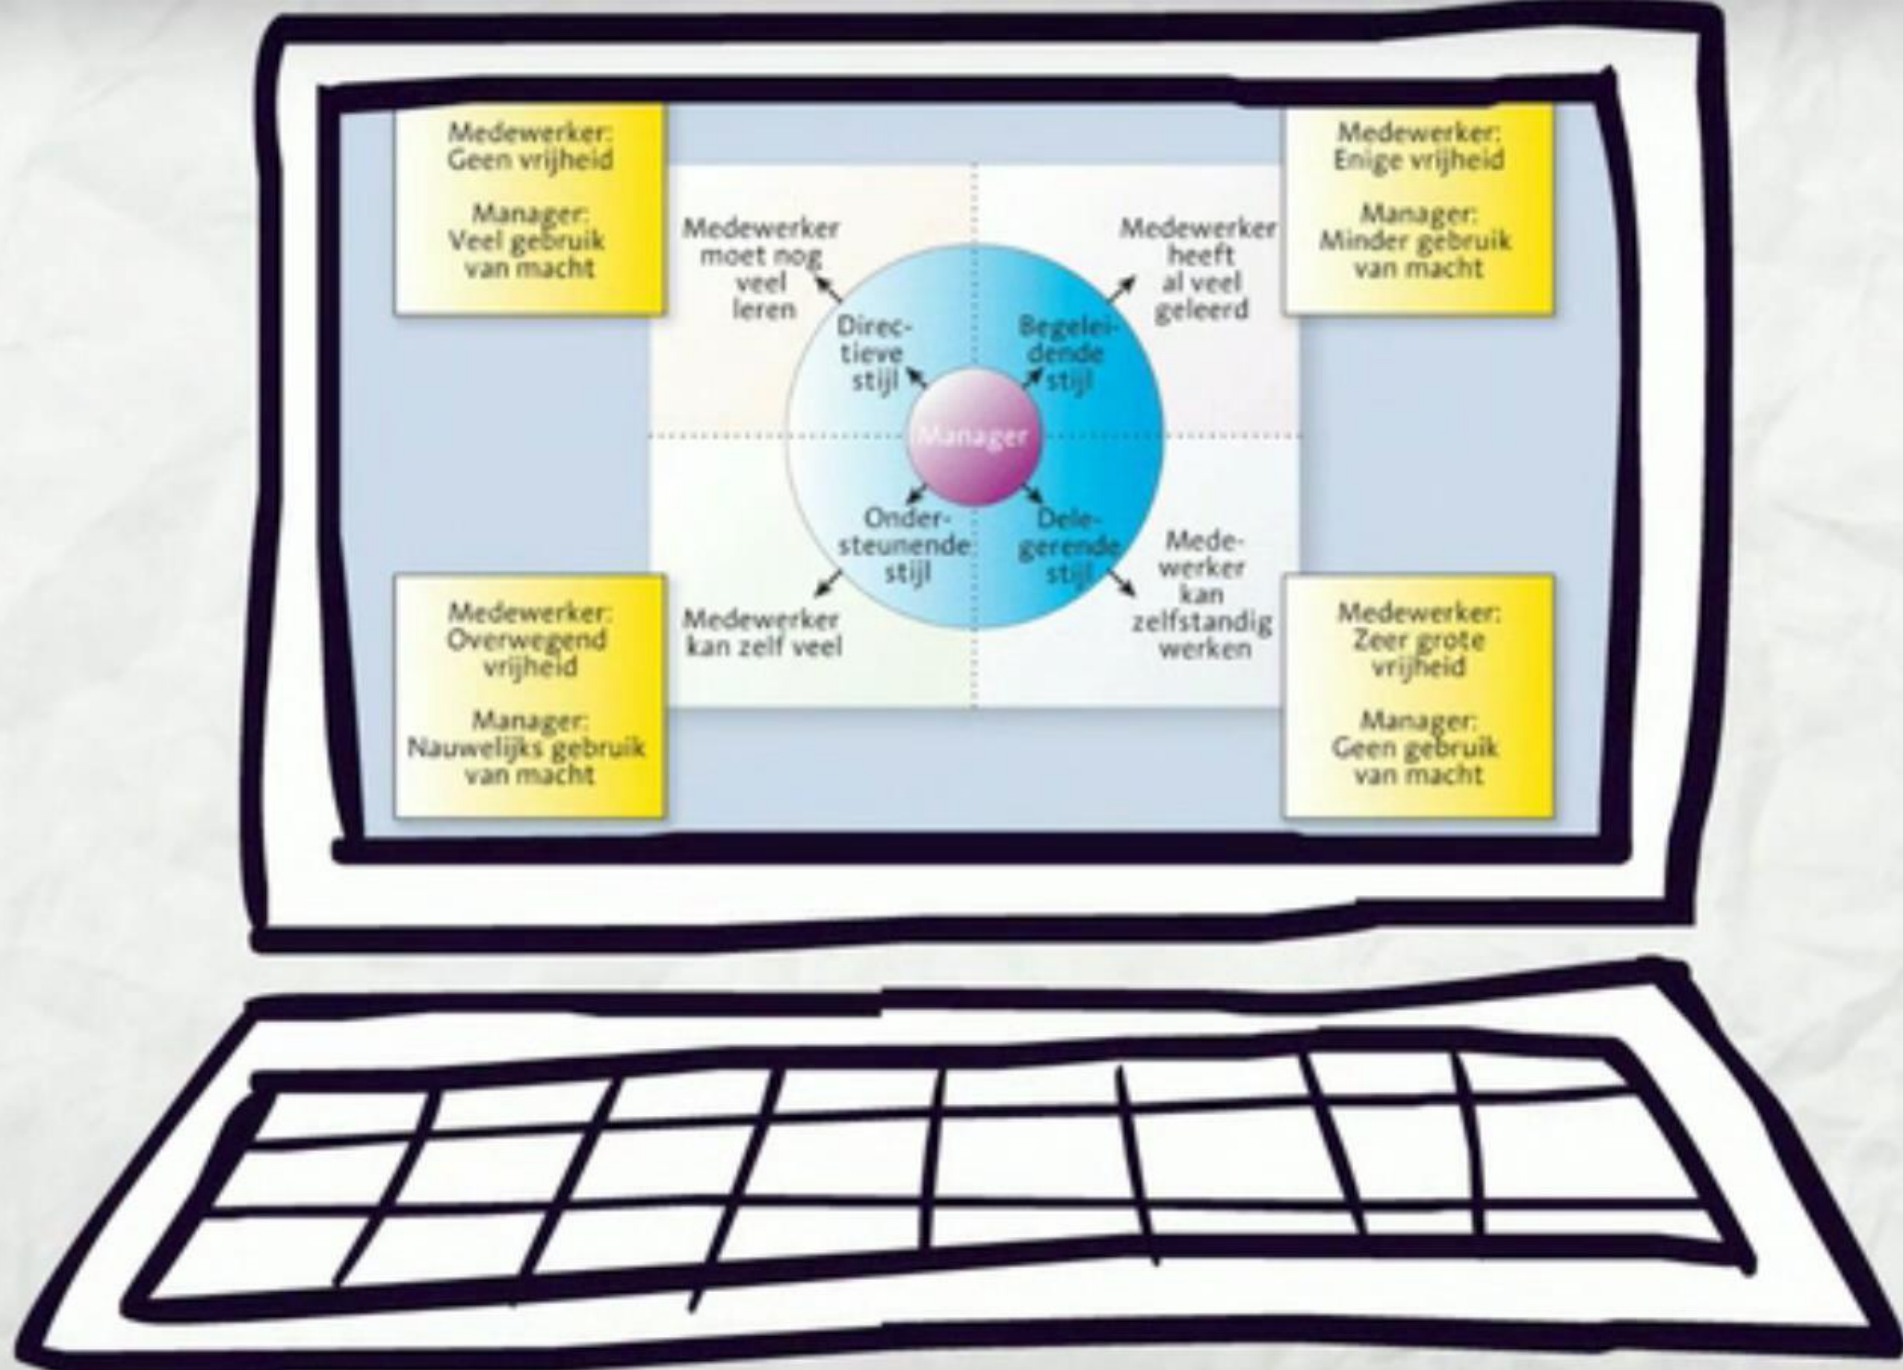 Medewerker:
Geen vrijheid
Manager:
Veel gebruik
van macht
Medewerker:
Enige vrijheid
Manager:
Minder gebruik
van macht
Medewerker
moet nog
veel
leren
Medewerker
heeft
al veel
geleerd
Direc-
tieve
stijl
Begelei-
dende
stijl
Manager
Onder-
steunende
stijl
Dele-
gerende
stijl
Medewerker
kan zelf veel
Mede-
werker
kan
zelfstandig
werken
Medewerker:
Overwegend
vrijheid
Manager:
Nauwelijks gebruik
van macht
Medewerker:
Zeer grote
vrijheid
Manager:
Geen gebruik
van macht